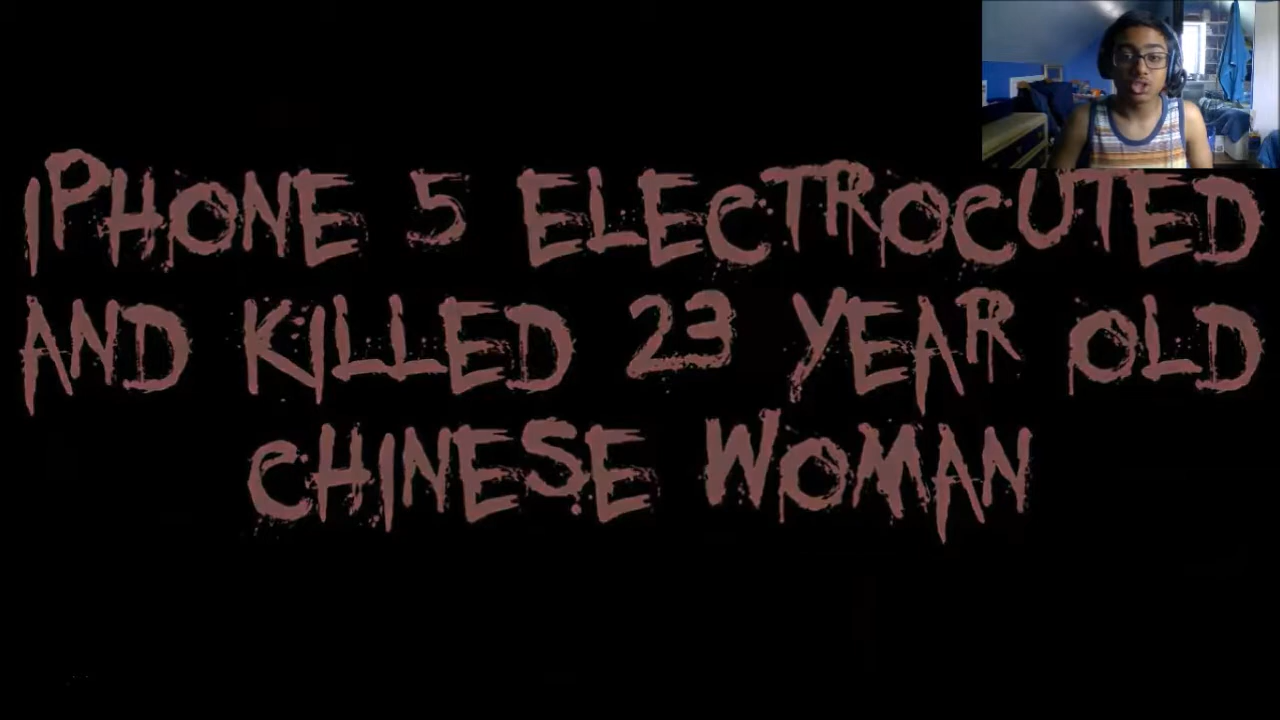 IPHONE 5 ELECTROCUTED
AND KILLED 23 YEAR OLD
CHINESE WOMAN